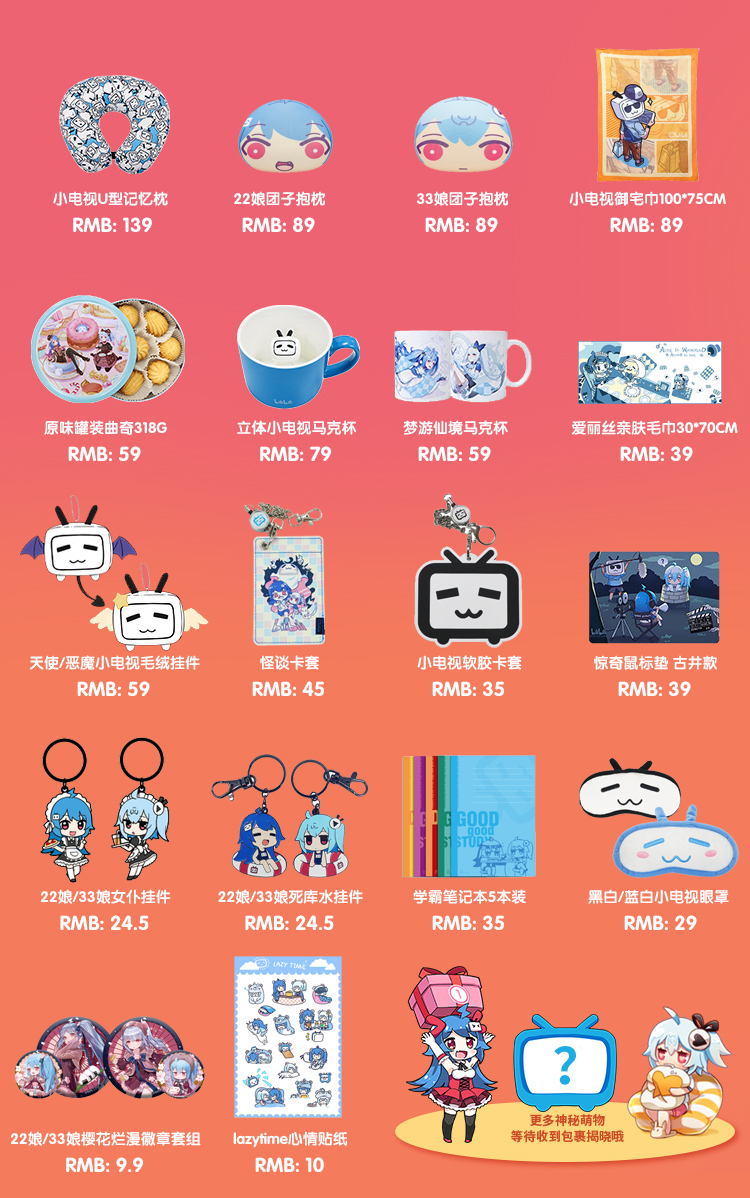 小电视U型记忆枕
RMB: 139
22娘团子抱枕
RMB: 89
33娘团子抱枕
RMB: 89
小电视御宅巾100*75CM
RMB: 89
原味罐装曲奇318G
RMB: 59
立体小电视马克杯
RMB: 79
梦游仙境马克杯
RMB: 59
爱丽丝亲肤毛巾30*70CM
RMB: 39
天使/恶魔小电视毛绒挂件
RMB: 59
怪谈卡套
RMB: 45
小电视软胶卡套
RMB: 35
惊奇鼠标垫 古井款
RMB: 39
22娘/33娘女仆挂件
RMB: 24.5
22娘/33娘死库水挂件
RMB: 24.5
GOOD
good
STUDY
学霸笔记本5本装
RMB: 35
黑白/蓝白小电视眼罩
RMB: 29
22娘/33娘樱花烂漫徽章套组
RMB: 9.9
LAZY TIME
lazytime心情贴纸
RMB: 10
?
更多神秘萌物
等待收到包裹揭晓哦